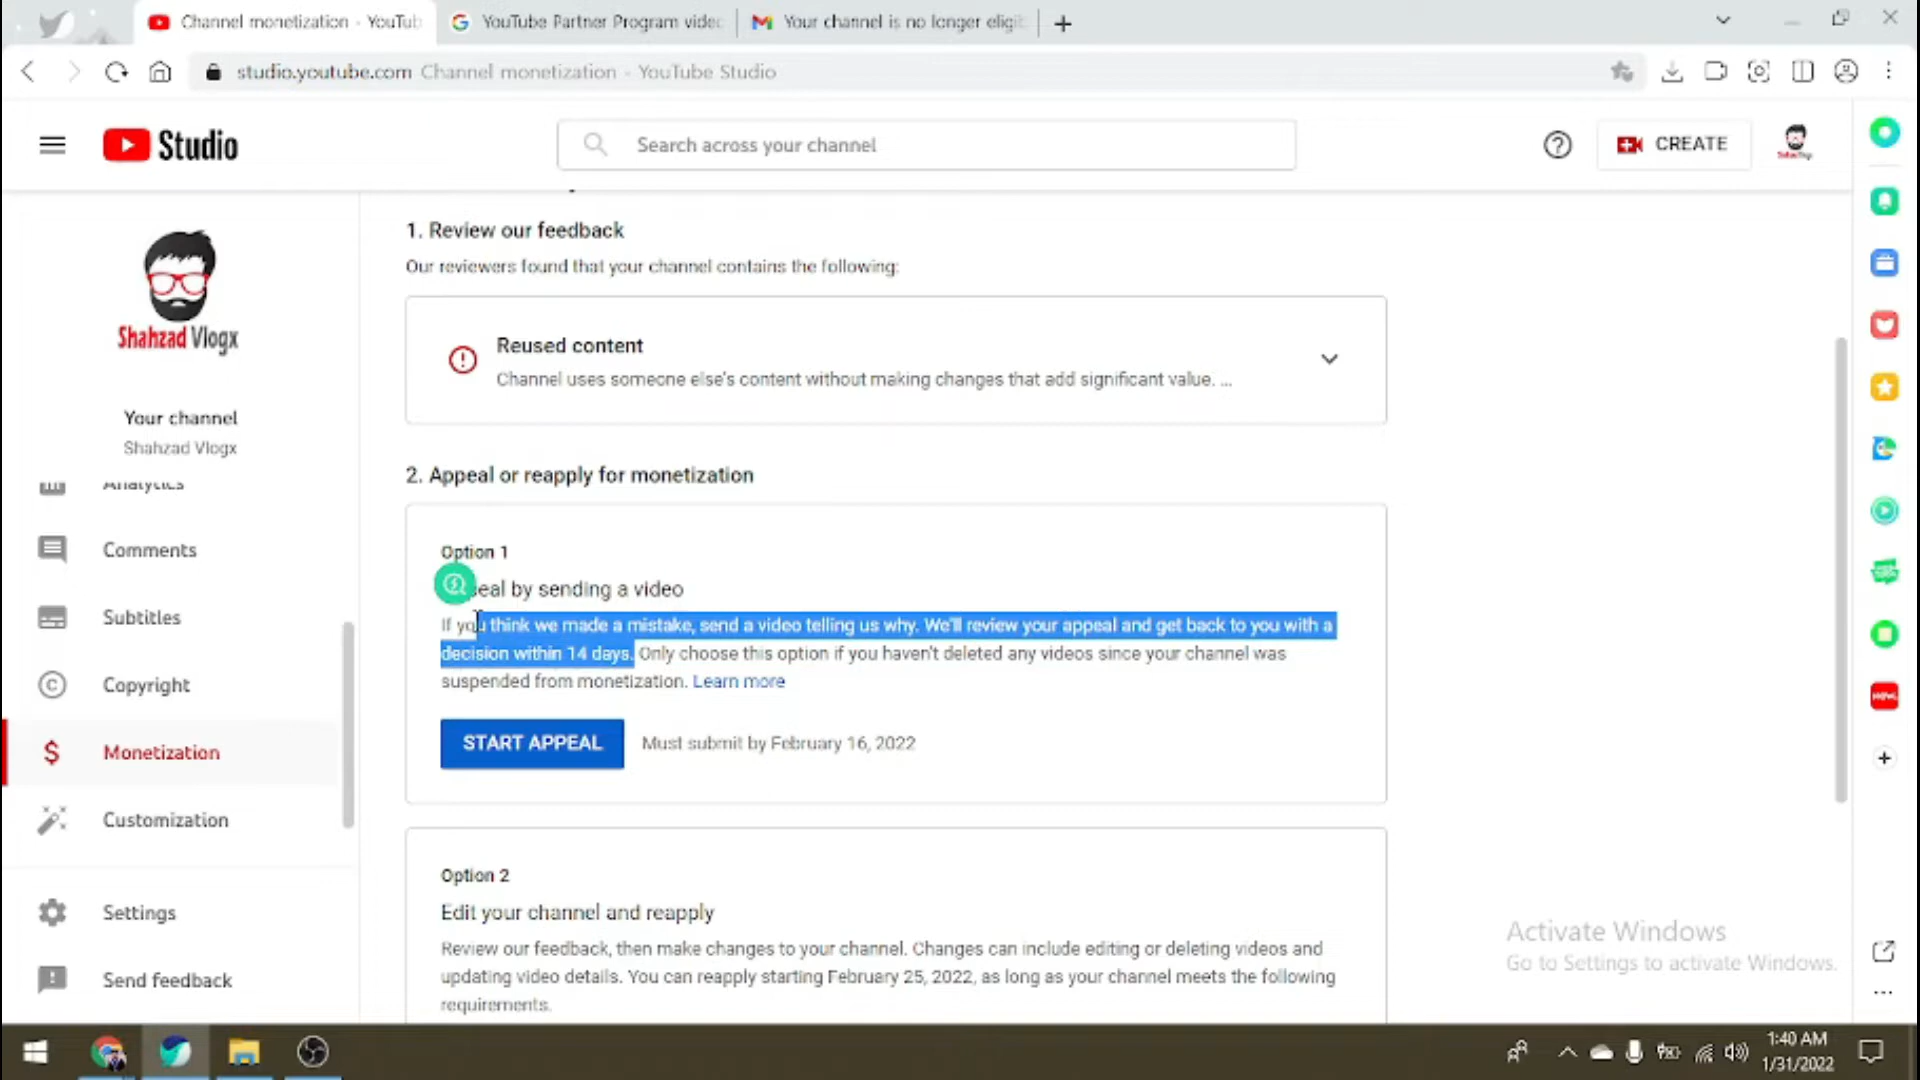 Channel monetization - YouTub
YouTube Partner Program vide
Your channel is no longer eligi
studio.youtube.com Channel monetization - YouTube Studio
Studio
Search across your channel
CREATE
Shahzad Vlogx
Your channel
Shahzad Vlogx
Analytics
Comments
Subtitles
Copyright
Monetization
Customization
Settings
Send feedback
1. Review our feedback
Our reviewers found that your channel contains the following:
Reused content
Channel uses someone else's content without making changes that add significant value. ...
2. Appeal or reapply for monetization
Option 1
eal by sending a video
If you think we made a mistake, send a video telling us why. We'll review your appeal and get back to you with a
decision within 14 days. Only choose this option if you haven't deleted any videos since your channel was
suspended from monetization. Learn more
START APPEAL Must submit by February 16, 2022
Option 2
Edit your channel and reapply
Review our feedback, then make changes to your channel. Changes can include editing or deleting videos and
updating video details. You can reapply starting February 25, 2022, as long as your channel meets the following
requirements.
Activate Windows
Go to Settings to activate Windows.
1:40 AM
1/31/2022